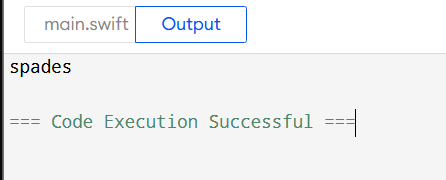 main.swift Output
spades
=== Code Execution Successful ===